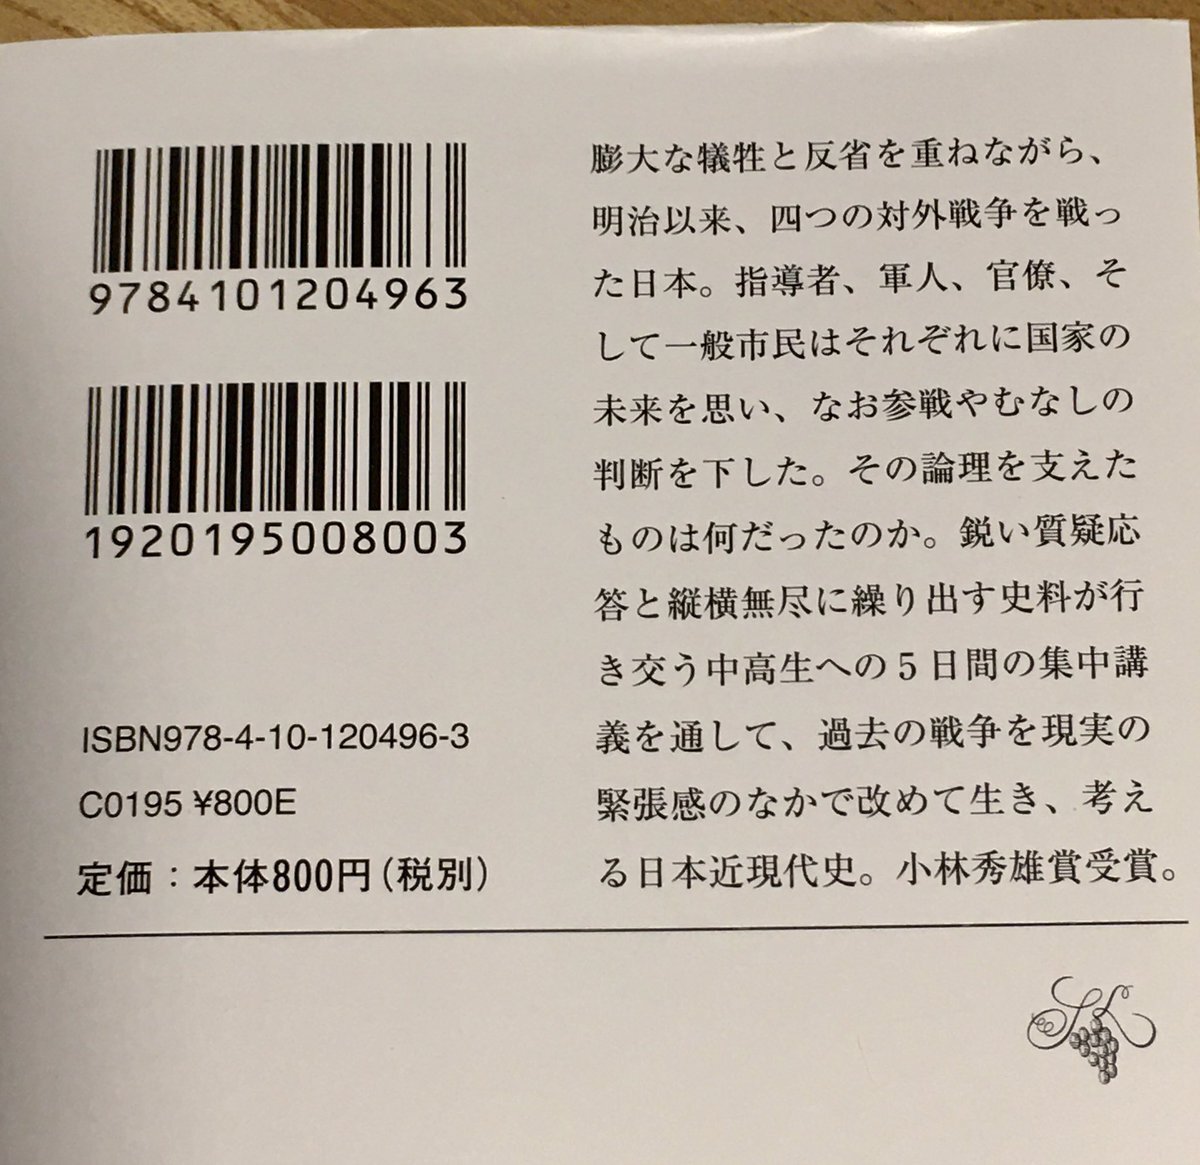 9784101204963
1920195008003
ISBN978-4-10-120496-3
C0195 ¥800E
定価：本体800円(税別)
膨大な犠牲と反省を重ねながら、
明治以来、四つの対外戦争を戦っ
た日本。指導者、軍人、官僚、そ
して一般市民はそれぞれに国家の
未来を思い、なお参戦やむなしの
判断を下した。その論理を支えた
ものは何だったのか。鋭い質疑応
答と縦横無尽に繰り出す史料が行
き交う中高生への5日間の集中講
義を通して、過去の戦争を現実の
緊張感のなかで改めて生き、考え
る日本近現代史。小林秀雄賞受賞。